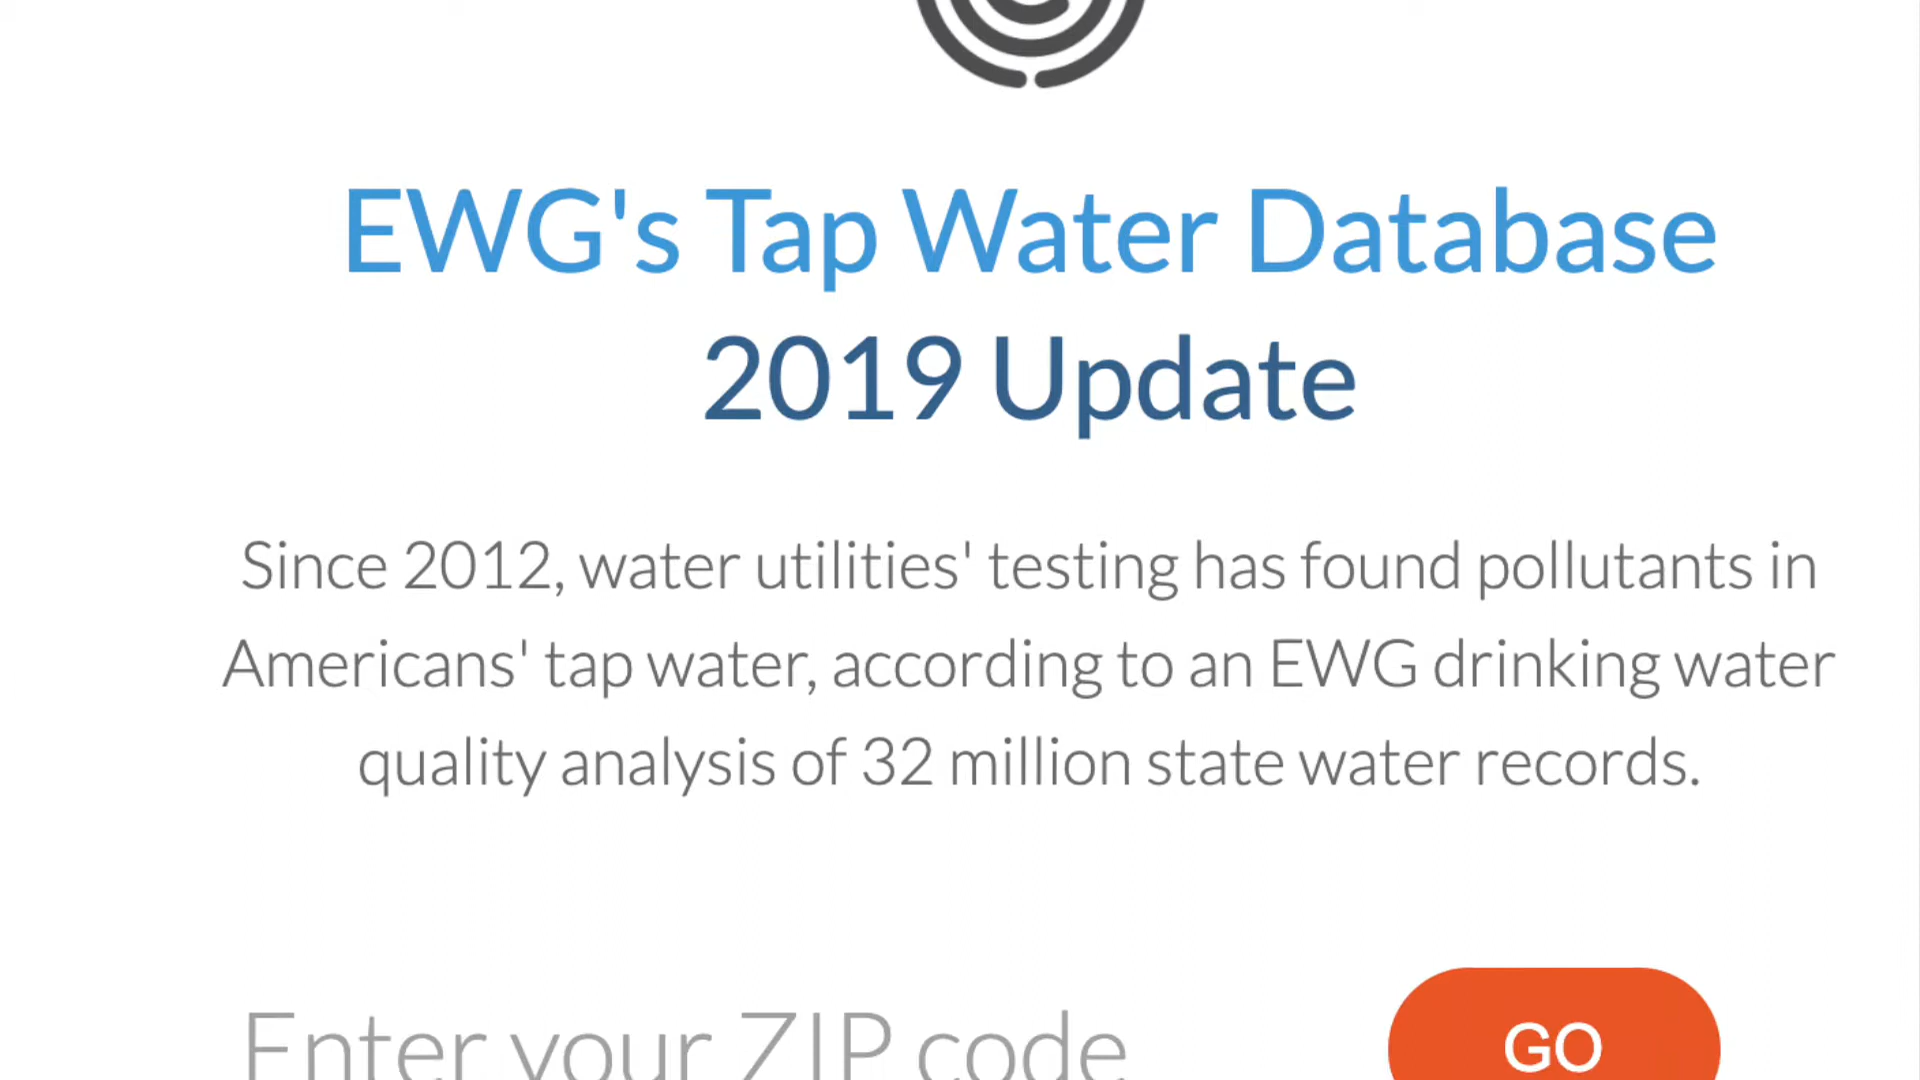 EWG's Tap Water Database
2019 Update
Since 2012, water utilities' testing has found pollutants in
Americans' tap water, according to an EWG drinking water
quality analysis of 32 million state water records.
Enter your ZIP code
GO